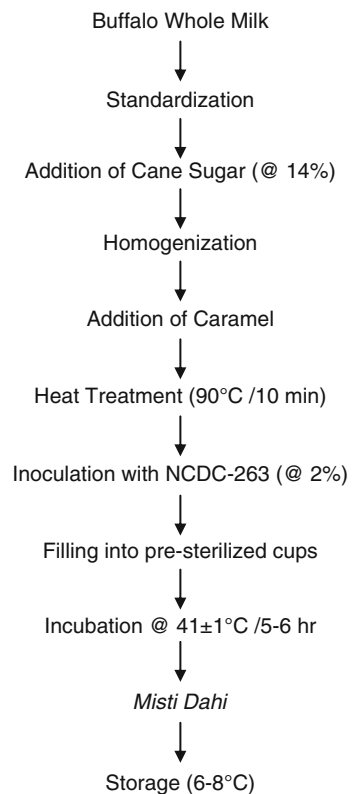 Buffalo Whole Milk
Standardization
Addition of Cane Sugar (@ 14%)
Homogenization
Addition of Caramel
Heat Treatment (90°C /10 min)
Inoculation with NCDC-263 (@ 2%)
Filling into pre-sterilized cups
Incubation @ 41±1°C /5-6 hr
Misti Dahi
Storage (6-8°C)